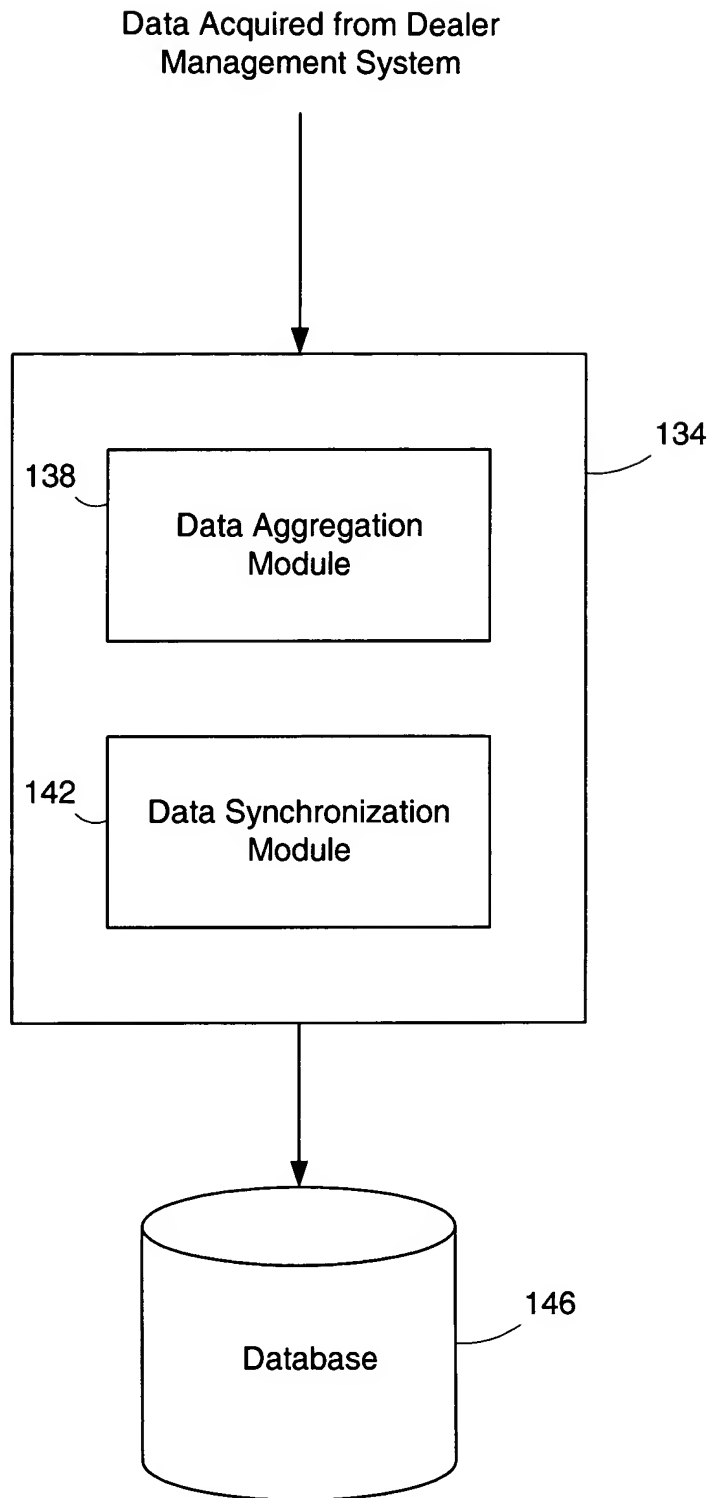 Data Acquired from Dealer
Management System
134
138
Data Aggregation
Module
142
Data Synchronization
Module
146
Database